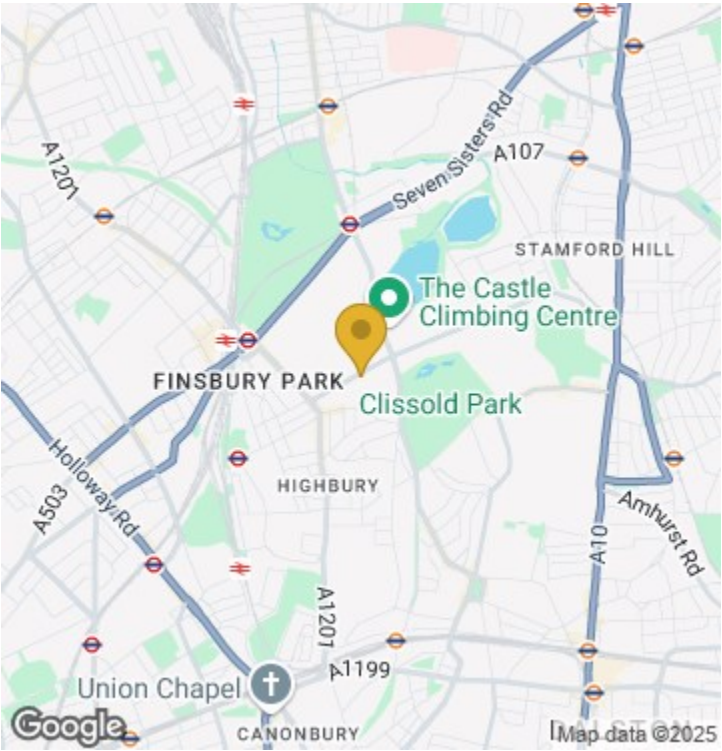 A1201
Seven Sisters Rd
A107
STAMFORD HILL
The Castle
Climbing Centre
FINSBURY PARK
Clissold Park
Holloway Rd
HIGHBURY
A503
Amhurst Rd
A10
A1201
A1199
Union Chapel
CANONBURY
Google
Map data ©2025